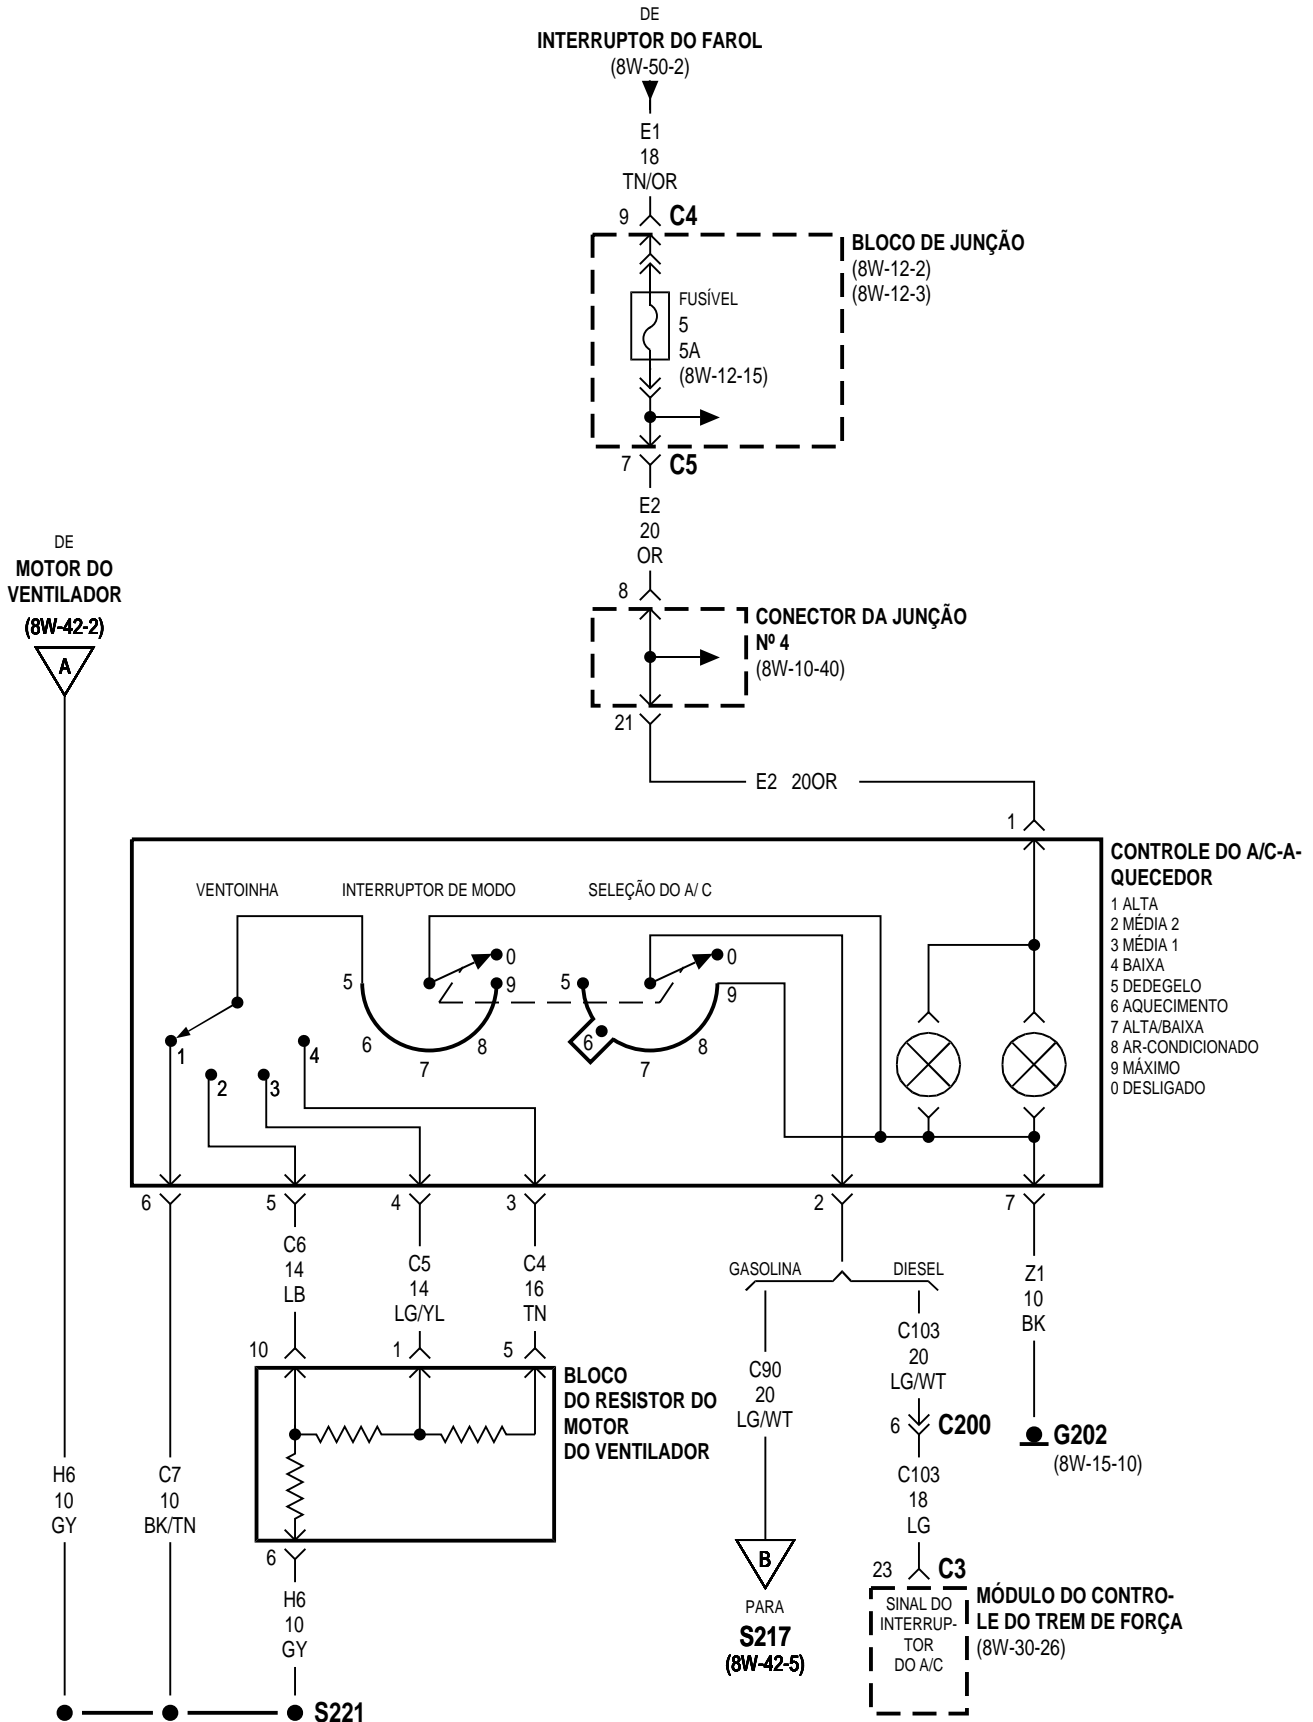 DE
INTERRUPTOR DO FAROL
(8W-50-2)
E1
18
TN/OR
9 C4
BLOCO DE JUNÇÃO
(8W-12-2)
(8W-12-3)
FUSÍVEL
5
5A
(8W-12-15)
7 C5
E2
20
OR
DE
MOTOR DO
VENTILADOR
(8W-42-2)
A
8
CONECTOR DA JUNÇÃO
Nº 4
(8W-10-40)
21
E2 20OR
1
CONTROLE DO A/C-A-
QUECEDOR
1 ALTA
2 MÉDIA 2
3 MÉDIA 1
4 BAIXA
5 DEDEGELO
6 AQUECIMENTO
7 ALTA/BAIXA
8 AR-CONDICIONADO
9 MÁXIMO
0 DESLIGADO
VENTOINHA
INTERRUPTOR DE MODO
SELEÇÃO DO A/ C
1
2
3
4
5
6
7
8
9
0
5
6
7
8
9
0
6
5
4
3
2
7
C6
14
LB
C5
14
LG/YL
C4
16
TN
GASOLINA
DIESEL
Z1
10
BK
10
1
5
BLOCO
DO RESISTOR DO
MOTOR
DO VENTILADOR
C90
20
LG/WT
C103
20
LG/WT
6 C200
C103
18
LG
G202
(8W-15-10)
H6
10
GY
C7
10
BK/TN
6
H6
10
GY
S221
B
PARA
S217
(8W-42-5)
23 C3
SINAL DO
INTERRUP-
TOR
DO A/C
MÓDULO DO CONTRO-
LE DO TREM DE FORÇA
(8W-30-26)